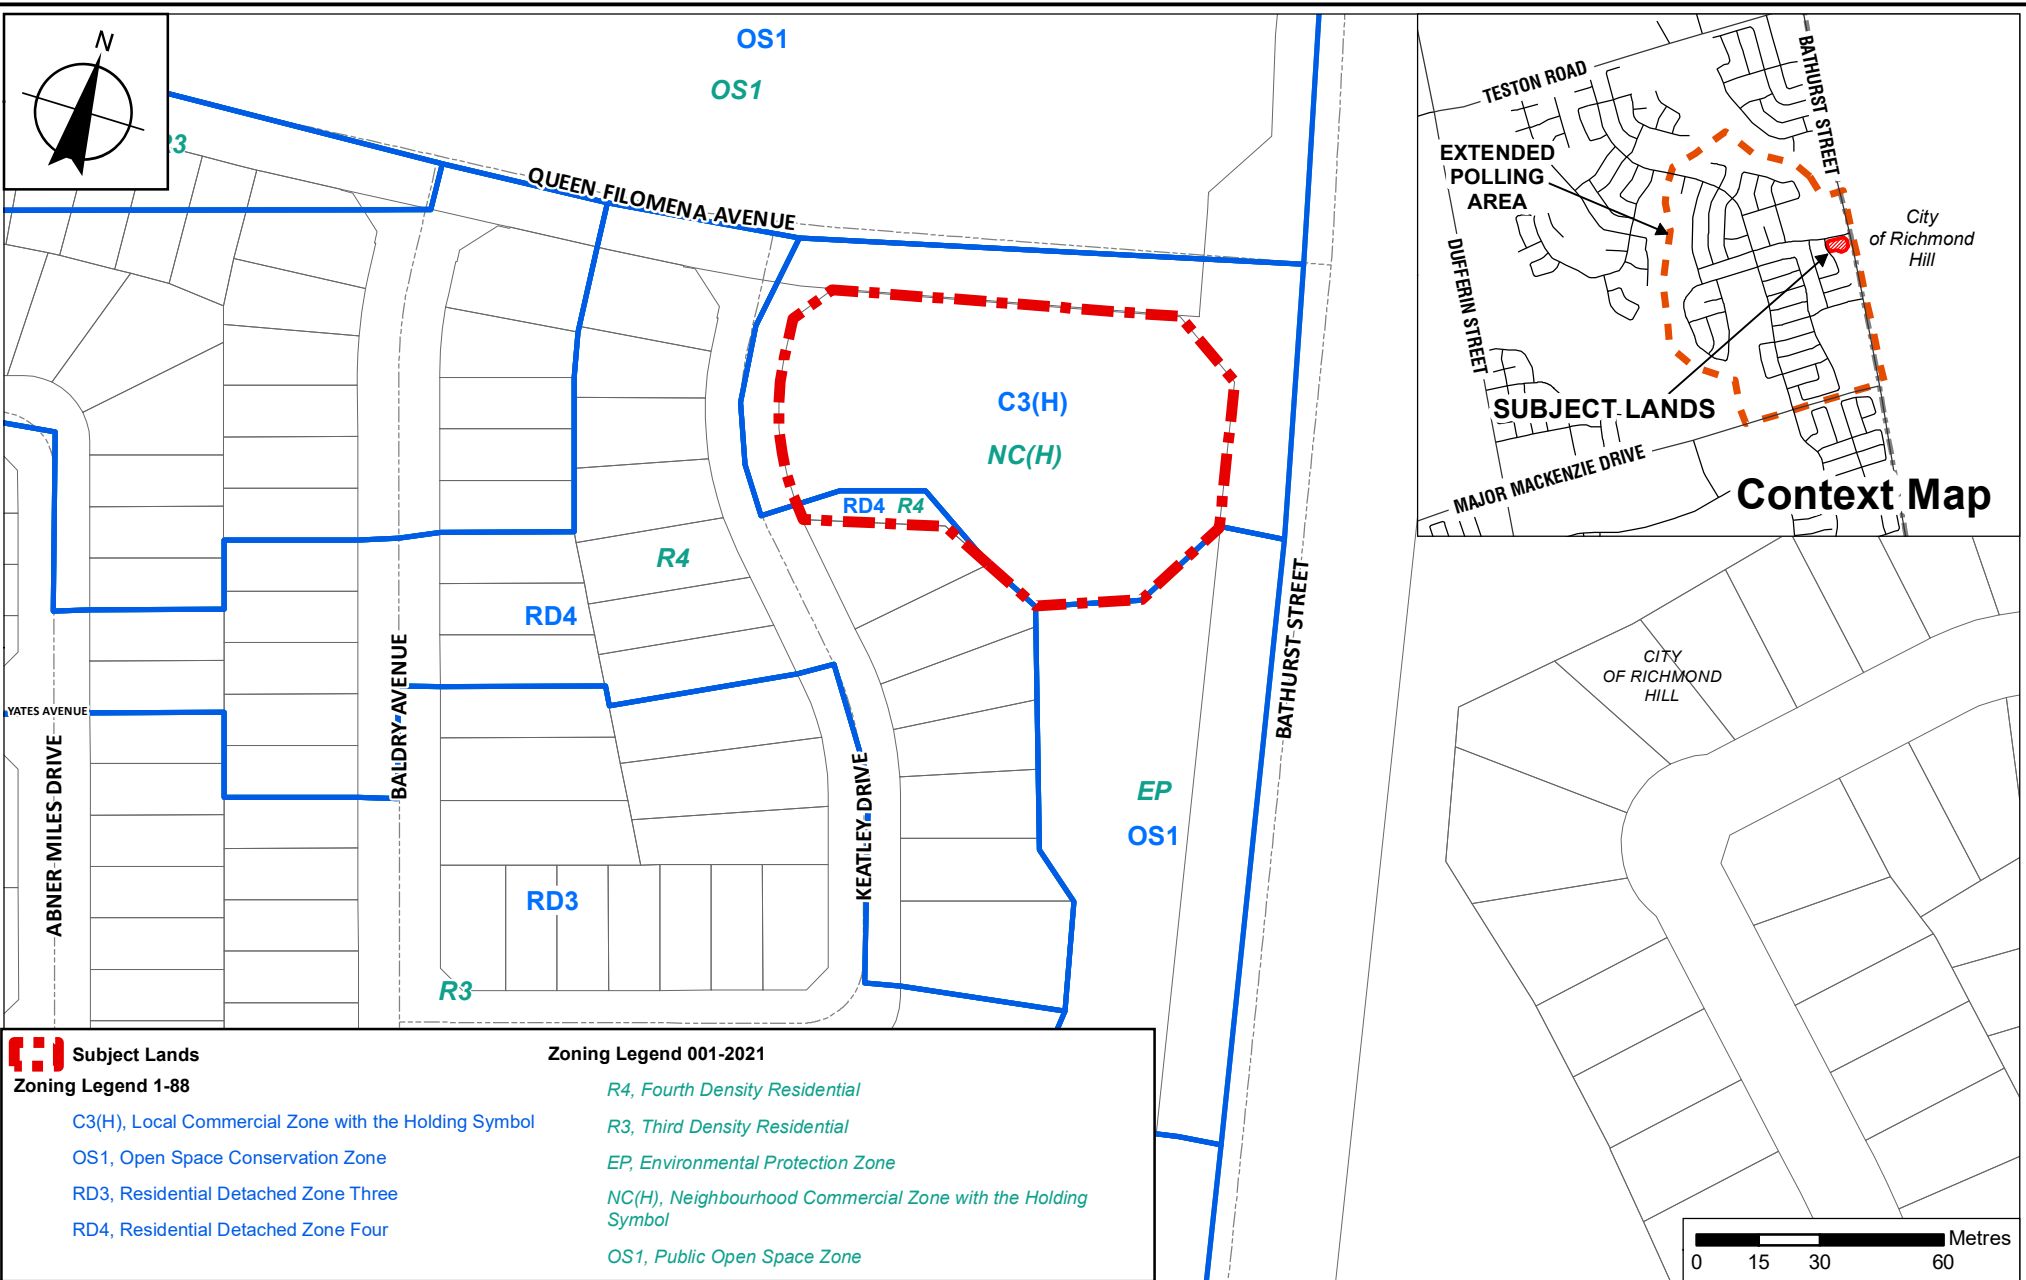 N
OS1
OS1
R3
QUEEN FILOMENA AVENUE
C3(H)
NC(H)
RD4 R4
R4
RD4
BALDRY AVENUE
YATES AVENUE
ABNER MILES DRIVE
KEATLEY DRIVE
BATHURST STREET
EP
OS1
RD3
R3
TESTON ROAD
BATHURST STREET
EXTENDED
POLLING
AREA
City
of Richmond
Hill
DUFFERIN STREET
SUBJECT LANDS
MAJOR MACKENZIE DRIVE
Context Map
CITY
OF RICHMOND
HILL
Subject Lands
Zoning Legend 1-88
C3(H), Local Commercial Zone with the Holding Symbol
OS1, Open Space Conservation Zone
RD3, Residential Detached Zone Three
RD4, Residential Detached Zone Four
Zoning Legend 001-2021
R4, Fourth Density Residential
R3, Third Density Residential
EP, Environmental Protection Zone
NC(H), Neighbourhood Commercial Zone with the Holding
Symbol
OS1, Public Open Space Zone
Metres
0 15 30 60